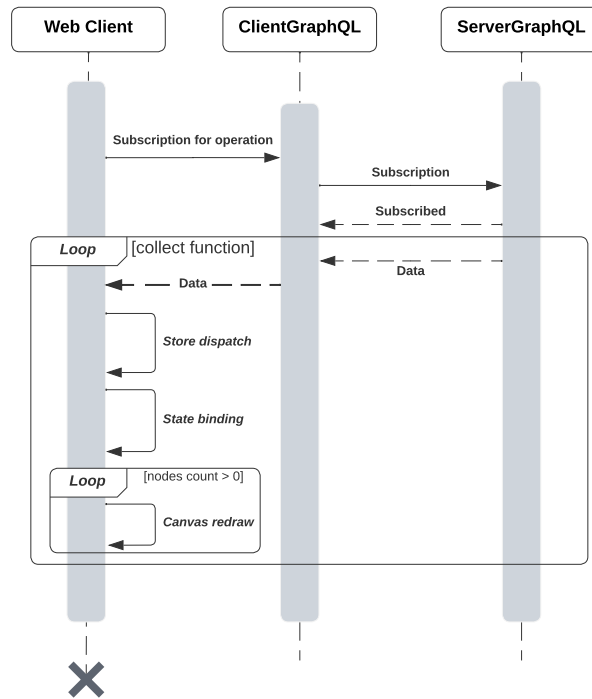 Web Client
ClientGraphQL
ServerGraphQL
Subscription for operation
Subscription
Subscribed
Loop
[collect function]
Data
Data
Store dispatch
State binding
Loop
[nodes count > 0]
Canvas redraw